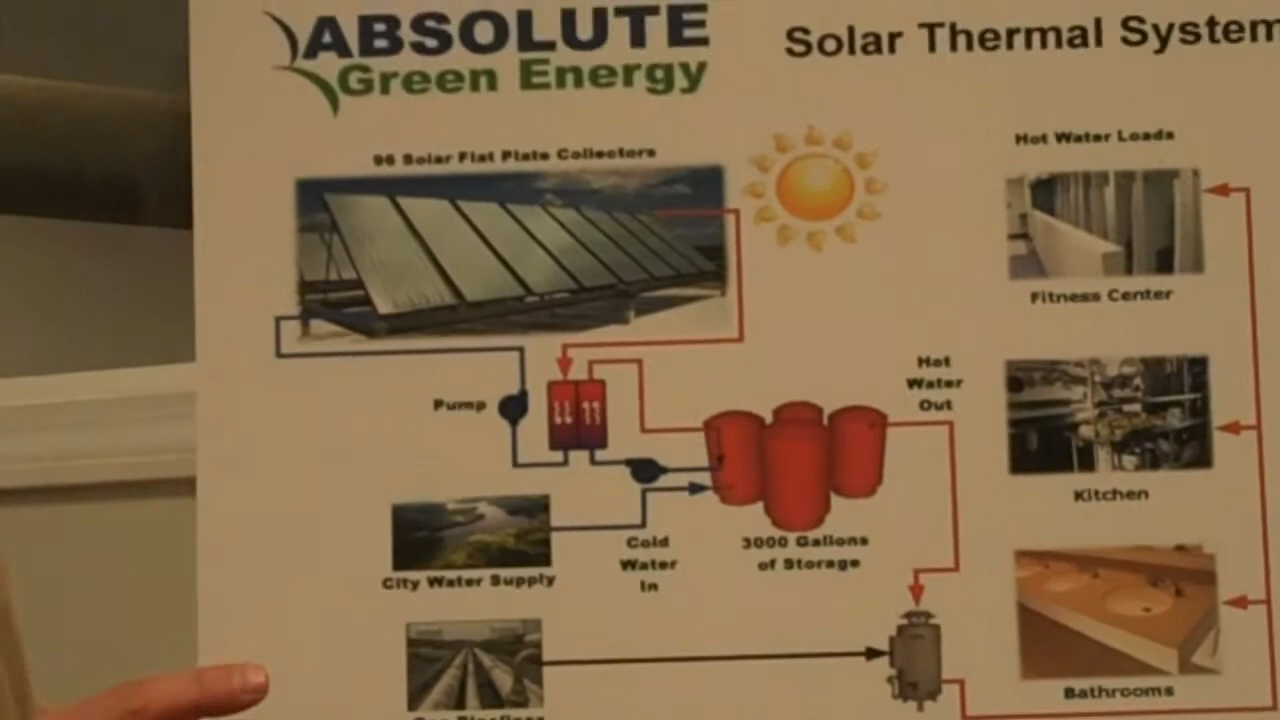 ABSOLUTE
Green Energy
Solar Thermal System
96 Solar Flat Plate Collectors
Hot Water Loads
Fitness Center
Hot
Water
Out
Pump
Kitchen
Cold
Water
In
3000 Gallons
of Storage
City Water Supply
Bathrooms